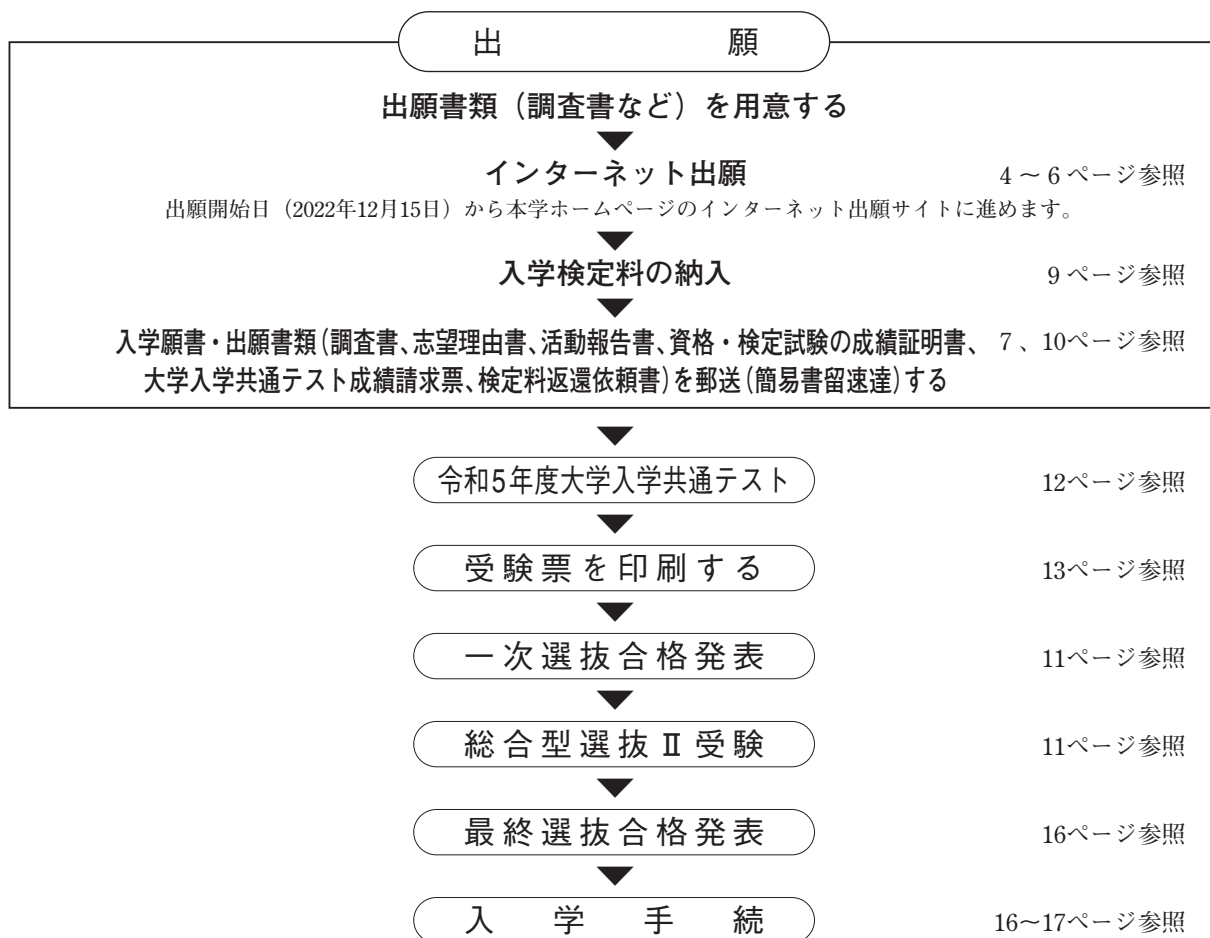 出願
出願書類（調査書など）を用意する
インターネット出願 4～6ページ参照
出願開始日（2022年12月15日）から本学ホームページのインターネット出願サイトに進めます。
入学検定料の納入 9ページ参照
入学願書・出願書類（調査書、志望理由書、活動報告書、資格・検定試験の成績証明書、 7、10ページ参照
大学入学共通テスト成績請求票、検定料返還依頼書）を郵送（簡易書留速達）する
令和5年度大学入学共通テスト 12ページ参照
受験票を印刷する 13ページ参照
一次選抜合格発表 11ページ参照
総合型選抜Ⅱ受験 11ページ参照
最終選抜合格発表 16ページ参照
入学手続 16～17ページ参照